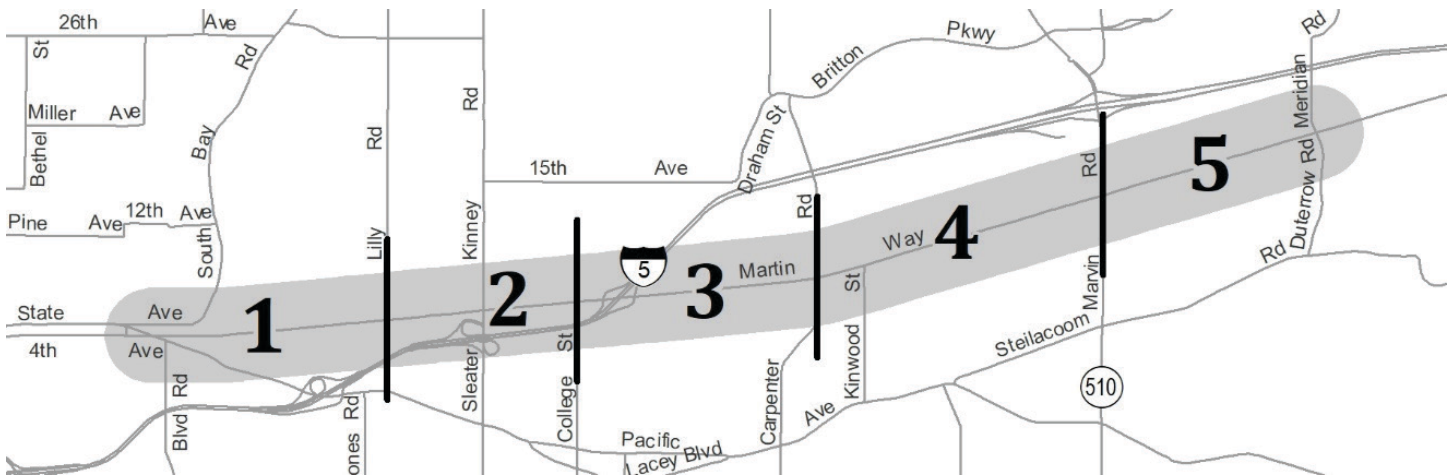 26th Ave
St
Miller Ave
Bethel
Pine Ave 12th Ave
South Bay Rd
State Ave
4th Ave
Blvd Rd
ones Rd
Lilly Rd
Sleater Kinney Rd
15th Ave
College St
5
Draham St
Britton Pkwy
Martin Way
Carpenter Rd
Kinwood St
Pacific Ave
Lacey Blvd
Steilacoom Rd
Marvin Rd
510
Duterrow Rd Meridian Rd
1
2
3
4
5